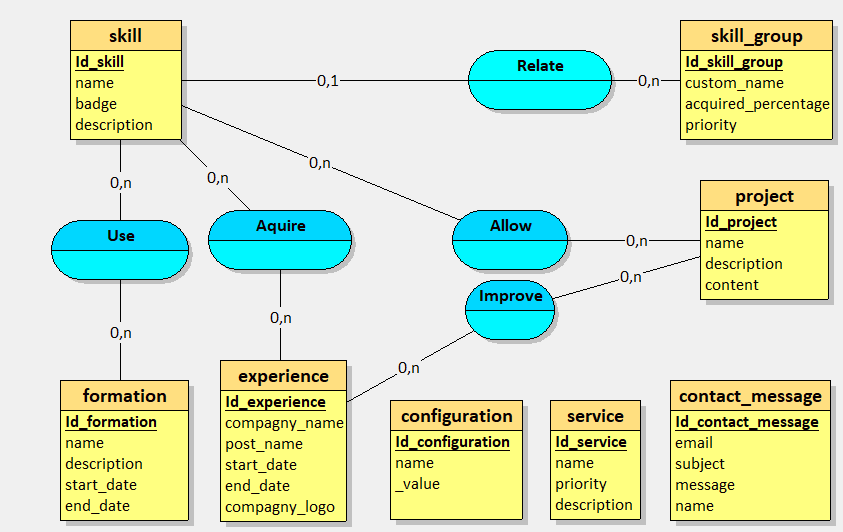 skill
Id_skill
name
badge
description
0,1
Relate
0,n
skill_group
Id_skill_group
custom_name
acquired_percentage
priority
0,n
0,n
0,n
Use
Aquire
Allow
0,n
project
Id_project
name
description
content
Improve
0,n
0,n
0,n
0,n
formation
Id_formation
name
description
start_date
end_date
experience
Id_experience
compagny_name
post_name
start_date
end_date
compagny_logo
configuration
Id_configuration
name
_value
service
Id_service
name
priority
description
contact_message
Id_contact_message
email
subject
message
name